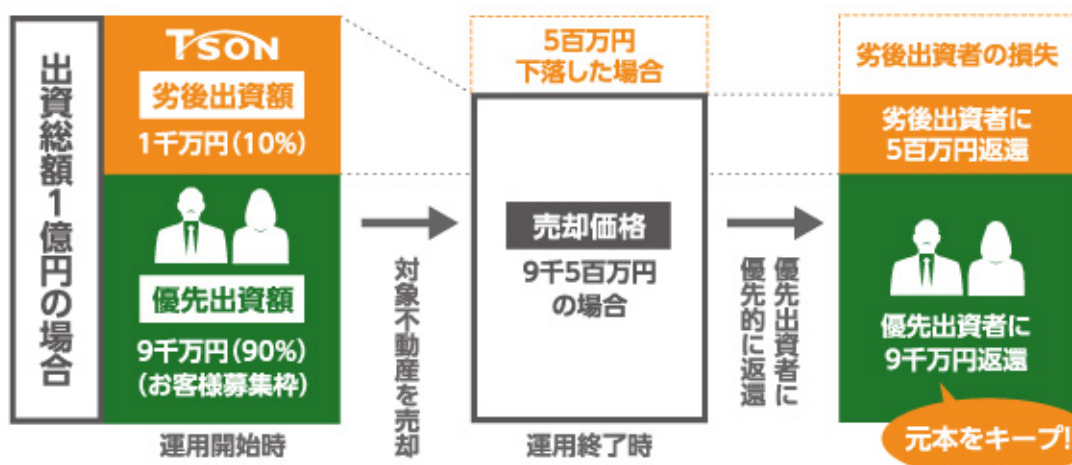 出資総額1億円の場合
TSON
劣後出資額
1千万円(10%)
優先出資額
9千万円(90%)
(お客様募集枠)
運用開始時
対象不動産を売却
5百万円
下落した場合
売却価格
9千5百万円
の場合
運用終了時
優先出資者に
優先的に返還
劣後出資者の損失
劣後出資者に
5百万円返還
優先出資者に
9千万円返還
元本をキープ!